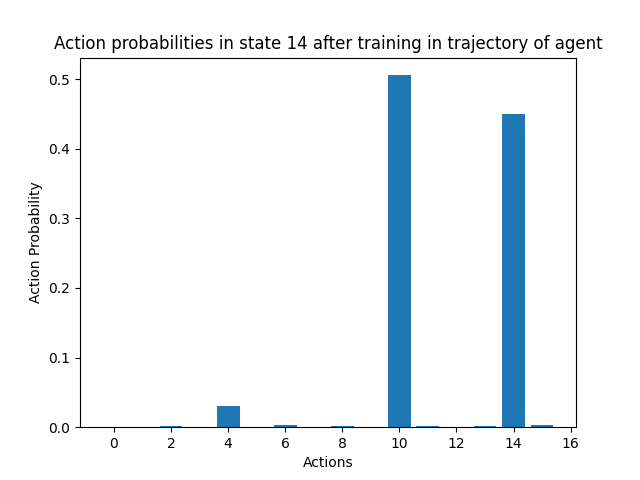 Action probabilities in state 14 after training in trajectory of agent
0.5
0.4
0.3
0.2
0.1
0.0
Action Probability
0 2 4 6 8 10 12 14 16
Actions